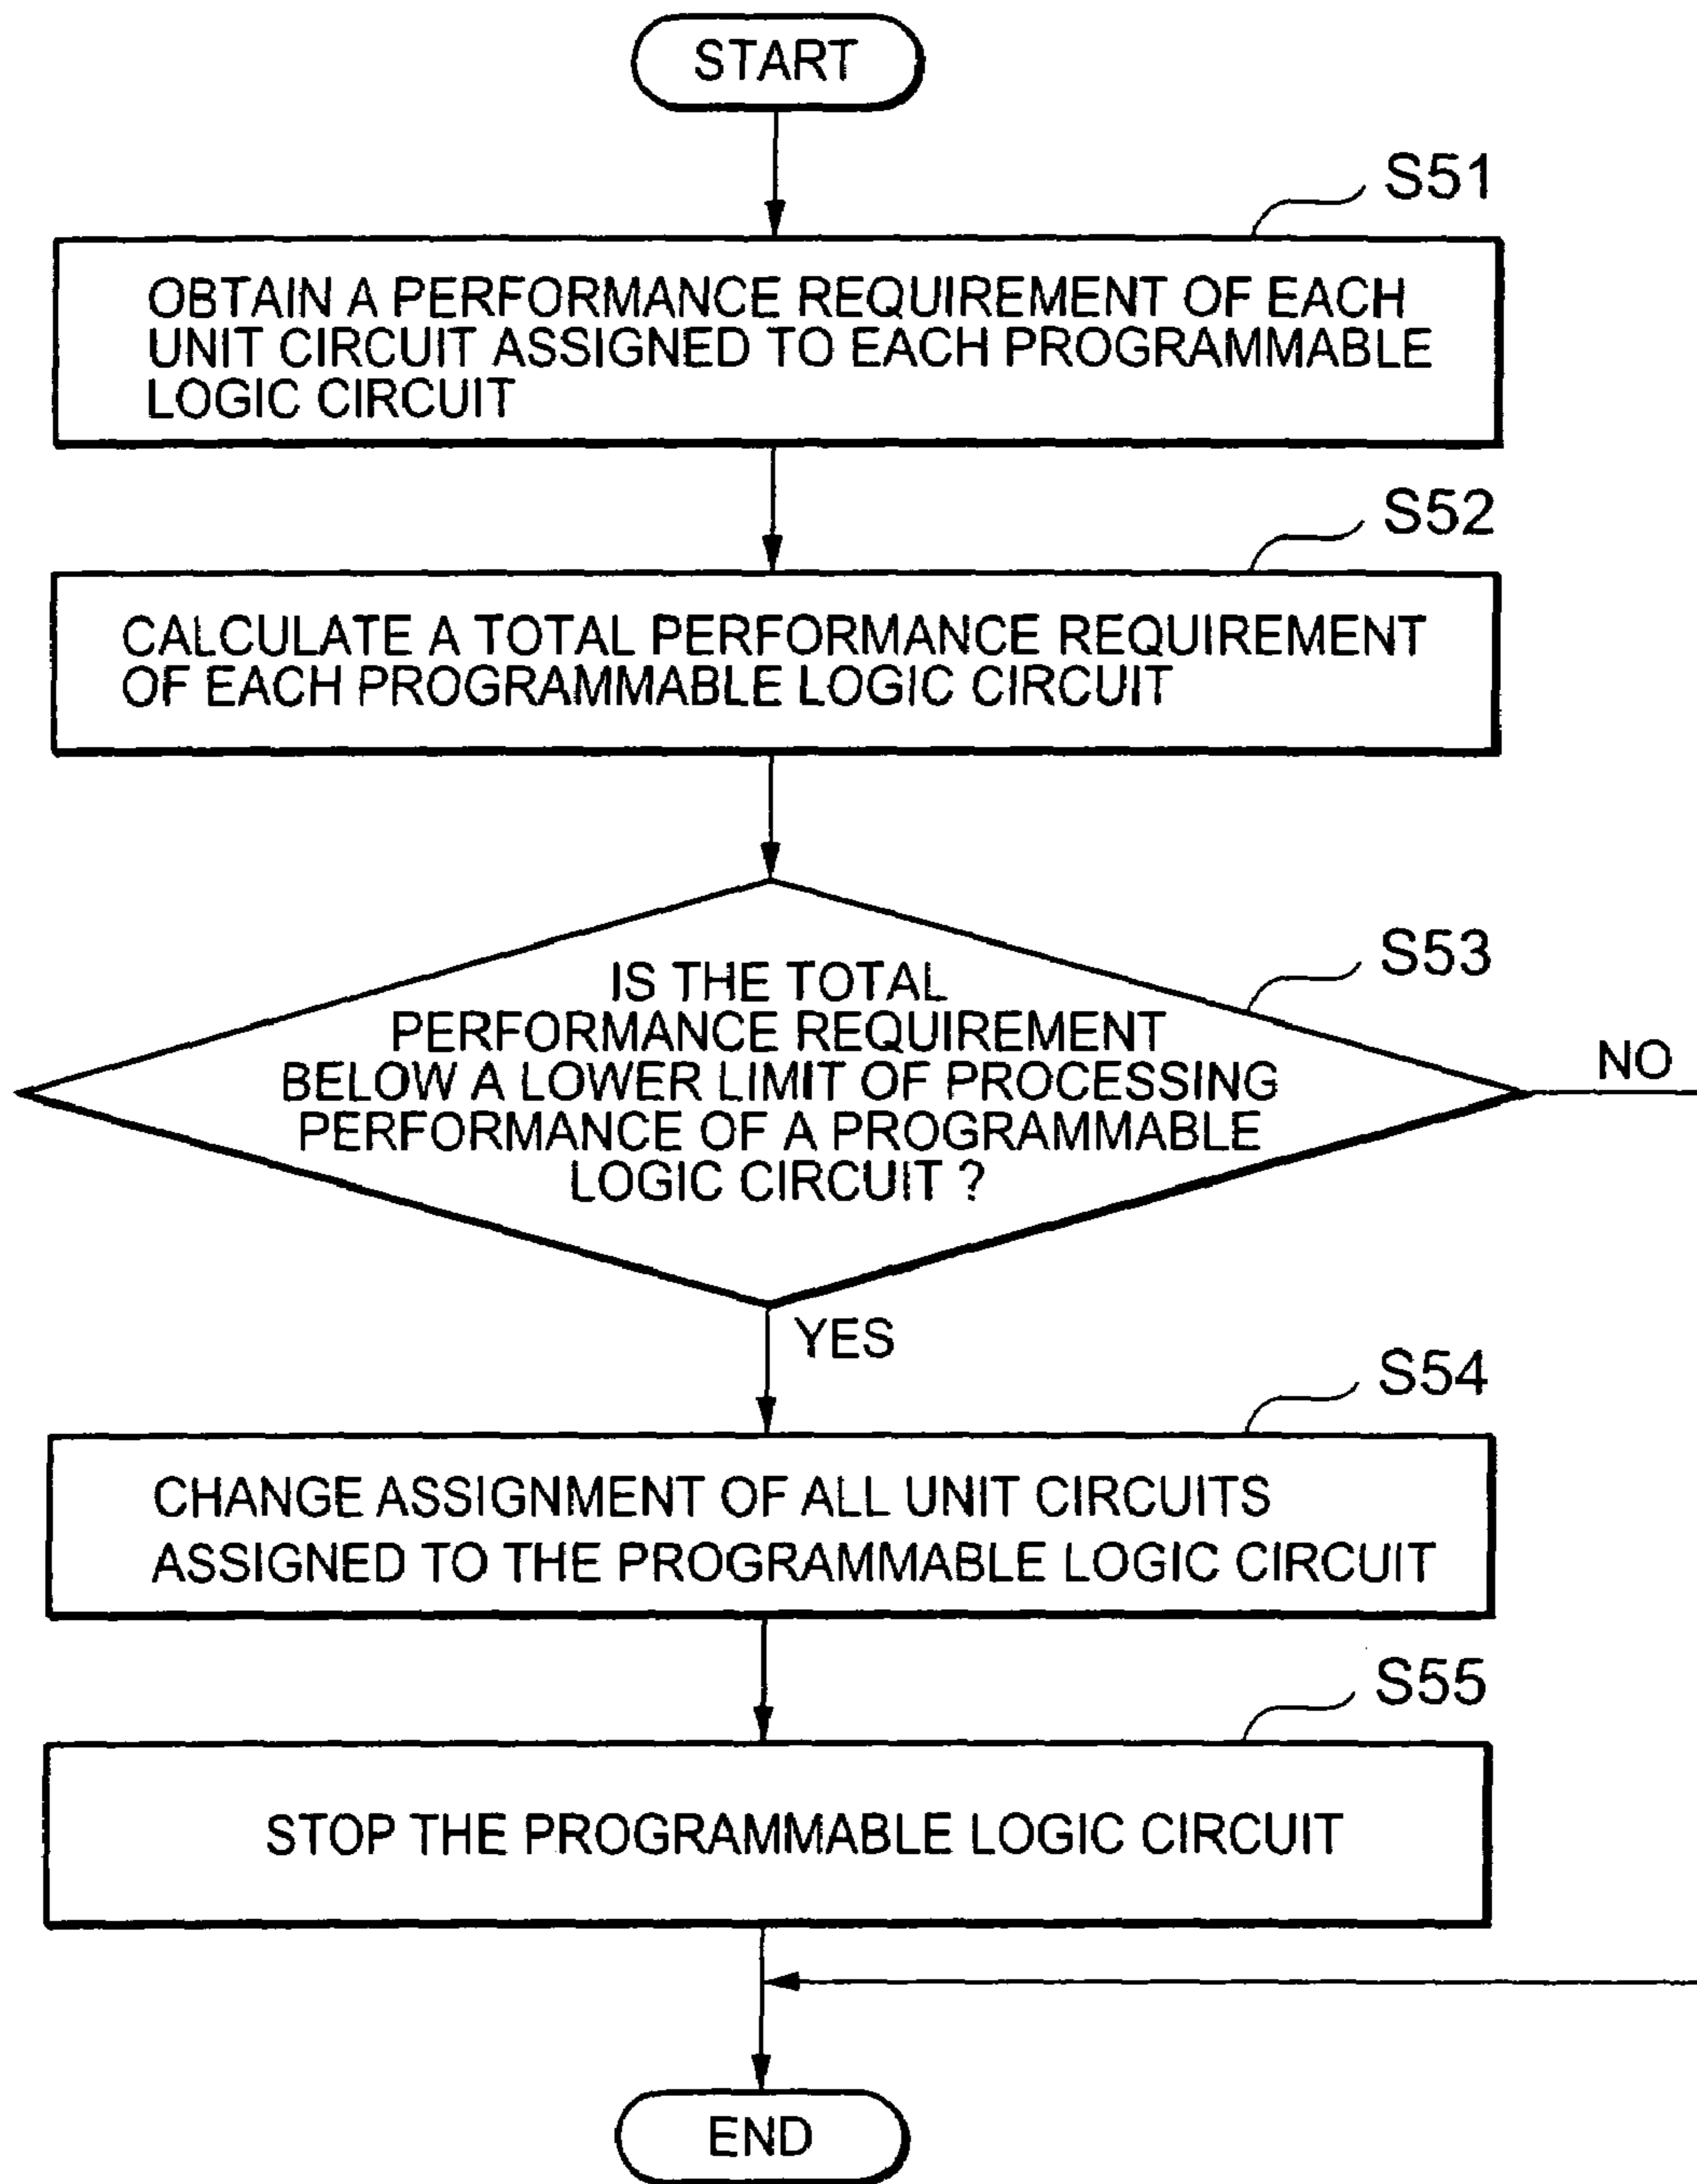 START
S51
OBTAIN A PERFORMANCE REQUIREMENT OF EACH
UNIT CIRCUIT ASSIGNED TO EACH PROGRAMMABLE
LOGIC CIRCUIT
S52
CALCULATE A TOTAL PERFORMANCE REQUIREMENT
OF EACH PROGRAMMABLE LOGIC CIRCUIT
S53
IS THE TOTAL
PERFORMANCE REQUIREMENT
BELOW A LOWER LIMIT OF PROCESSING
PERFORMANCE OF A PROGRAMMABLE
LOGIC CIRCUIT ?
NO
YES
S54
CHANGE ASSIGNMENT OF ALL UNIT CIRCUITS
ASSIGNED TO THE PROGRAMMABLE LOGIC CIRCUIT
S55
STOP THE PROGRAMMABLE LOGIC CIRCUIT
END